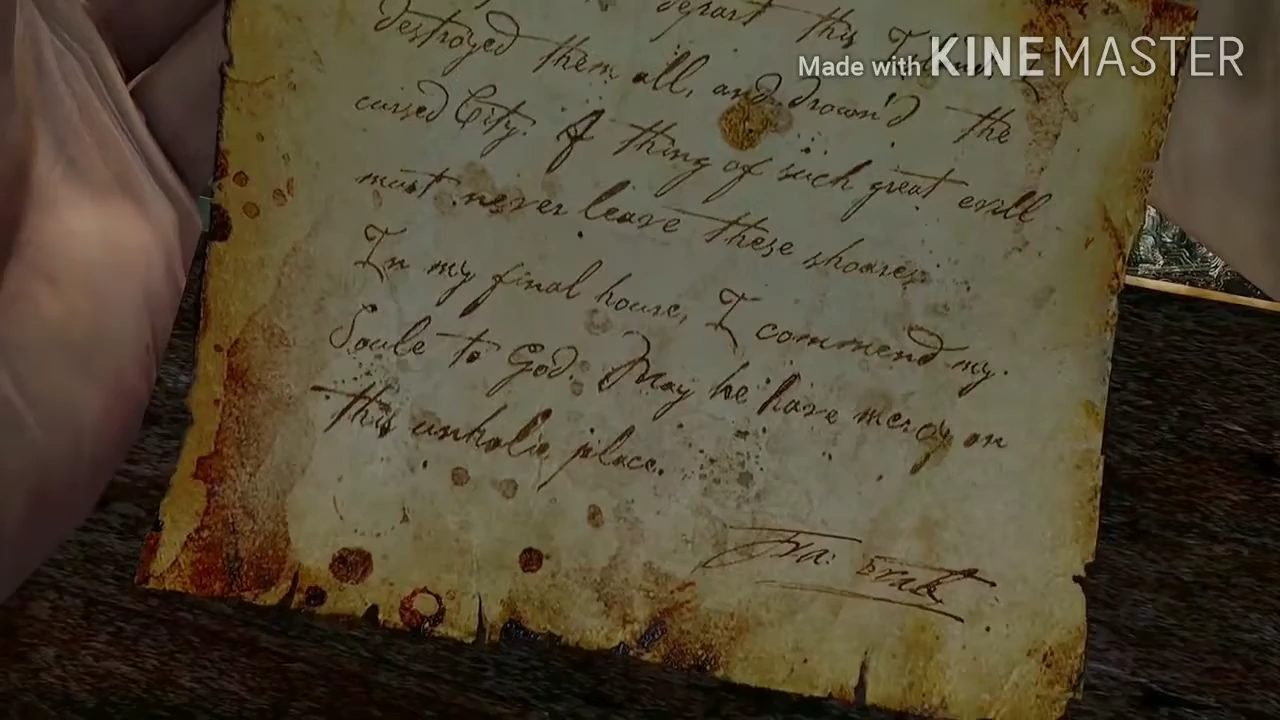 depart this Island
Made with KINEMASTER
destroyed them all, and drown'd the
cursed City. A thing of such great evill
must never leave these shoares.
In my final houre, I commend my
Soule to God. May he have mercy on
this unholie place.
Fra: Drake